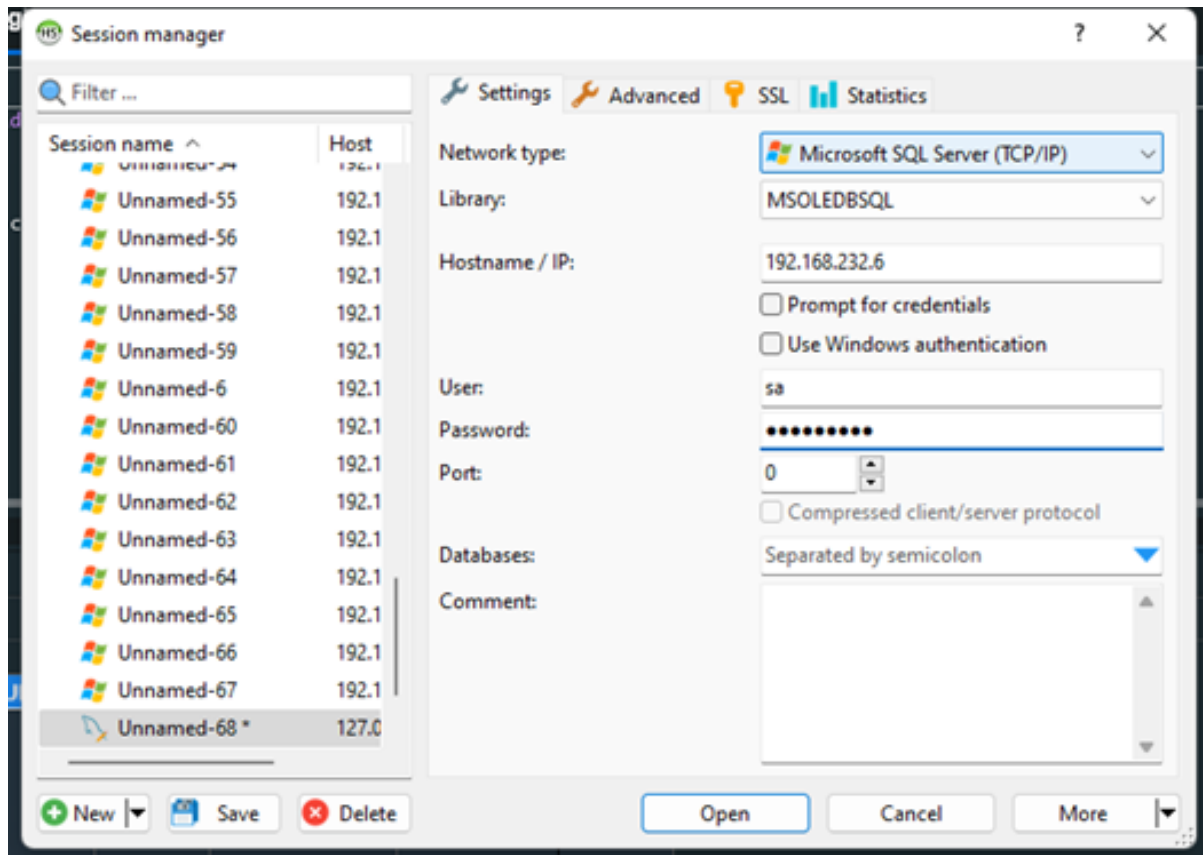 HS Session manager ? ×
Filter ...
Session name Host
Unnamed-54 192.1
Unnamed-55 192.1
Unnamed-56 192.1
Unnamed-57 192.1
Unnamed-58 192.1
Unnamed-59 192.1
Unnamed-6 192.1
Unnamed-60 192.1
Unnamed-61 192.1
Unnamed-62 192.1
Unnamed-63 192.1
Unnamed-64 192.1
Unnamed-65 192.1
Unnamed-66 192.1
Unnamed-67 192.1
Unnamed-68 * 127.0
New Save Delete
Settings Advanced SSL Statistics
Network type: Microsoft SQL Server (TCP/IP)
Library: MSOLEDBSQL
Hostname / IP: 192.168.232.6
Prompt for credentials
Use Windows authentication
User: sa
Password: •••••••••
Port: 0
Compressed client/server protocol
Databases: Separated by semicolon
Comment:
Open Cancel More